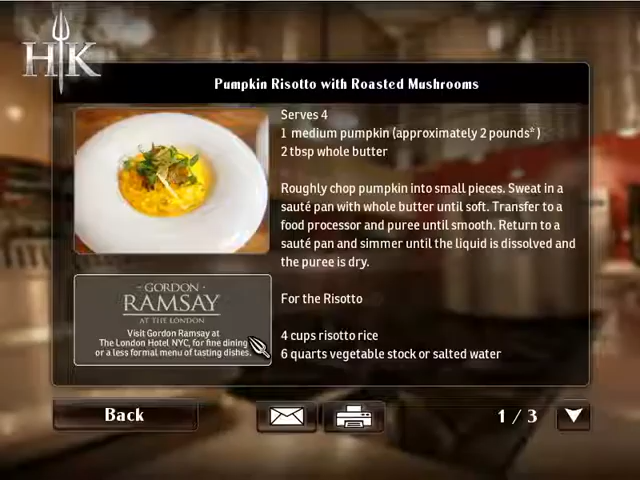 HK
Pumpkin Risotto with Roasted Mushrooms
Serves 4
1 medium pumpkin (approximately 2 pounds*)
2 tbsp whole butter
Roughly chop pumpkin into small pieces. Sweat in a
sauté pan with whole butter until soft. Transfer to a
food processor and puree until smooth. Return to a
sauté pan and simmer until the liquid is dissolved and
the puree is dry.
For the Risotto
4 cups risotto rice
6 quarts vegetable stock or salted water
GORDON
RAMSAY
AT THE LONDON
Visit Gordon Ramsay at
The London Hotel NYC, for fine dining
or a less formal menu of tasting dishes.
Back
1 / 3